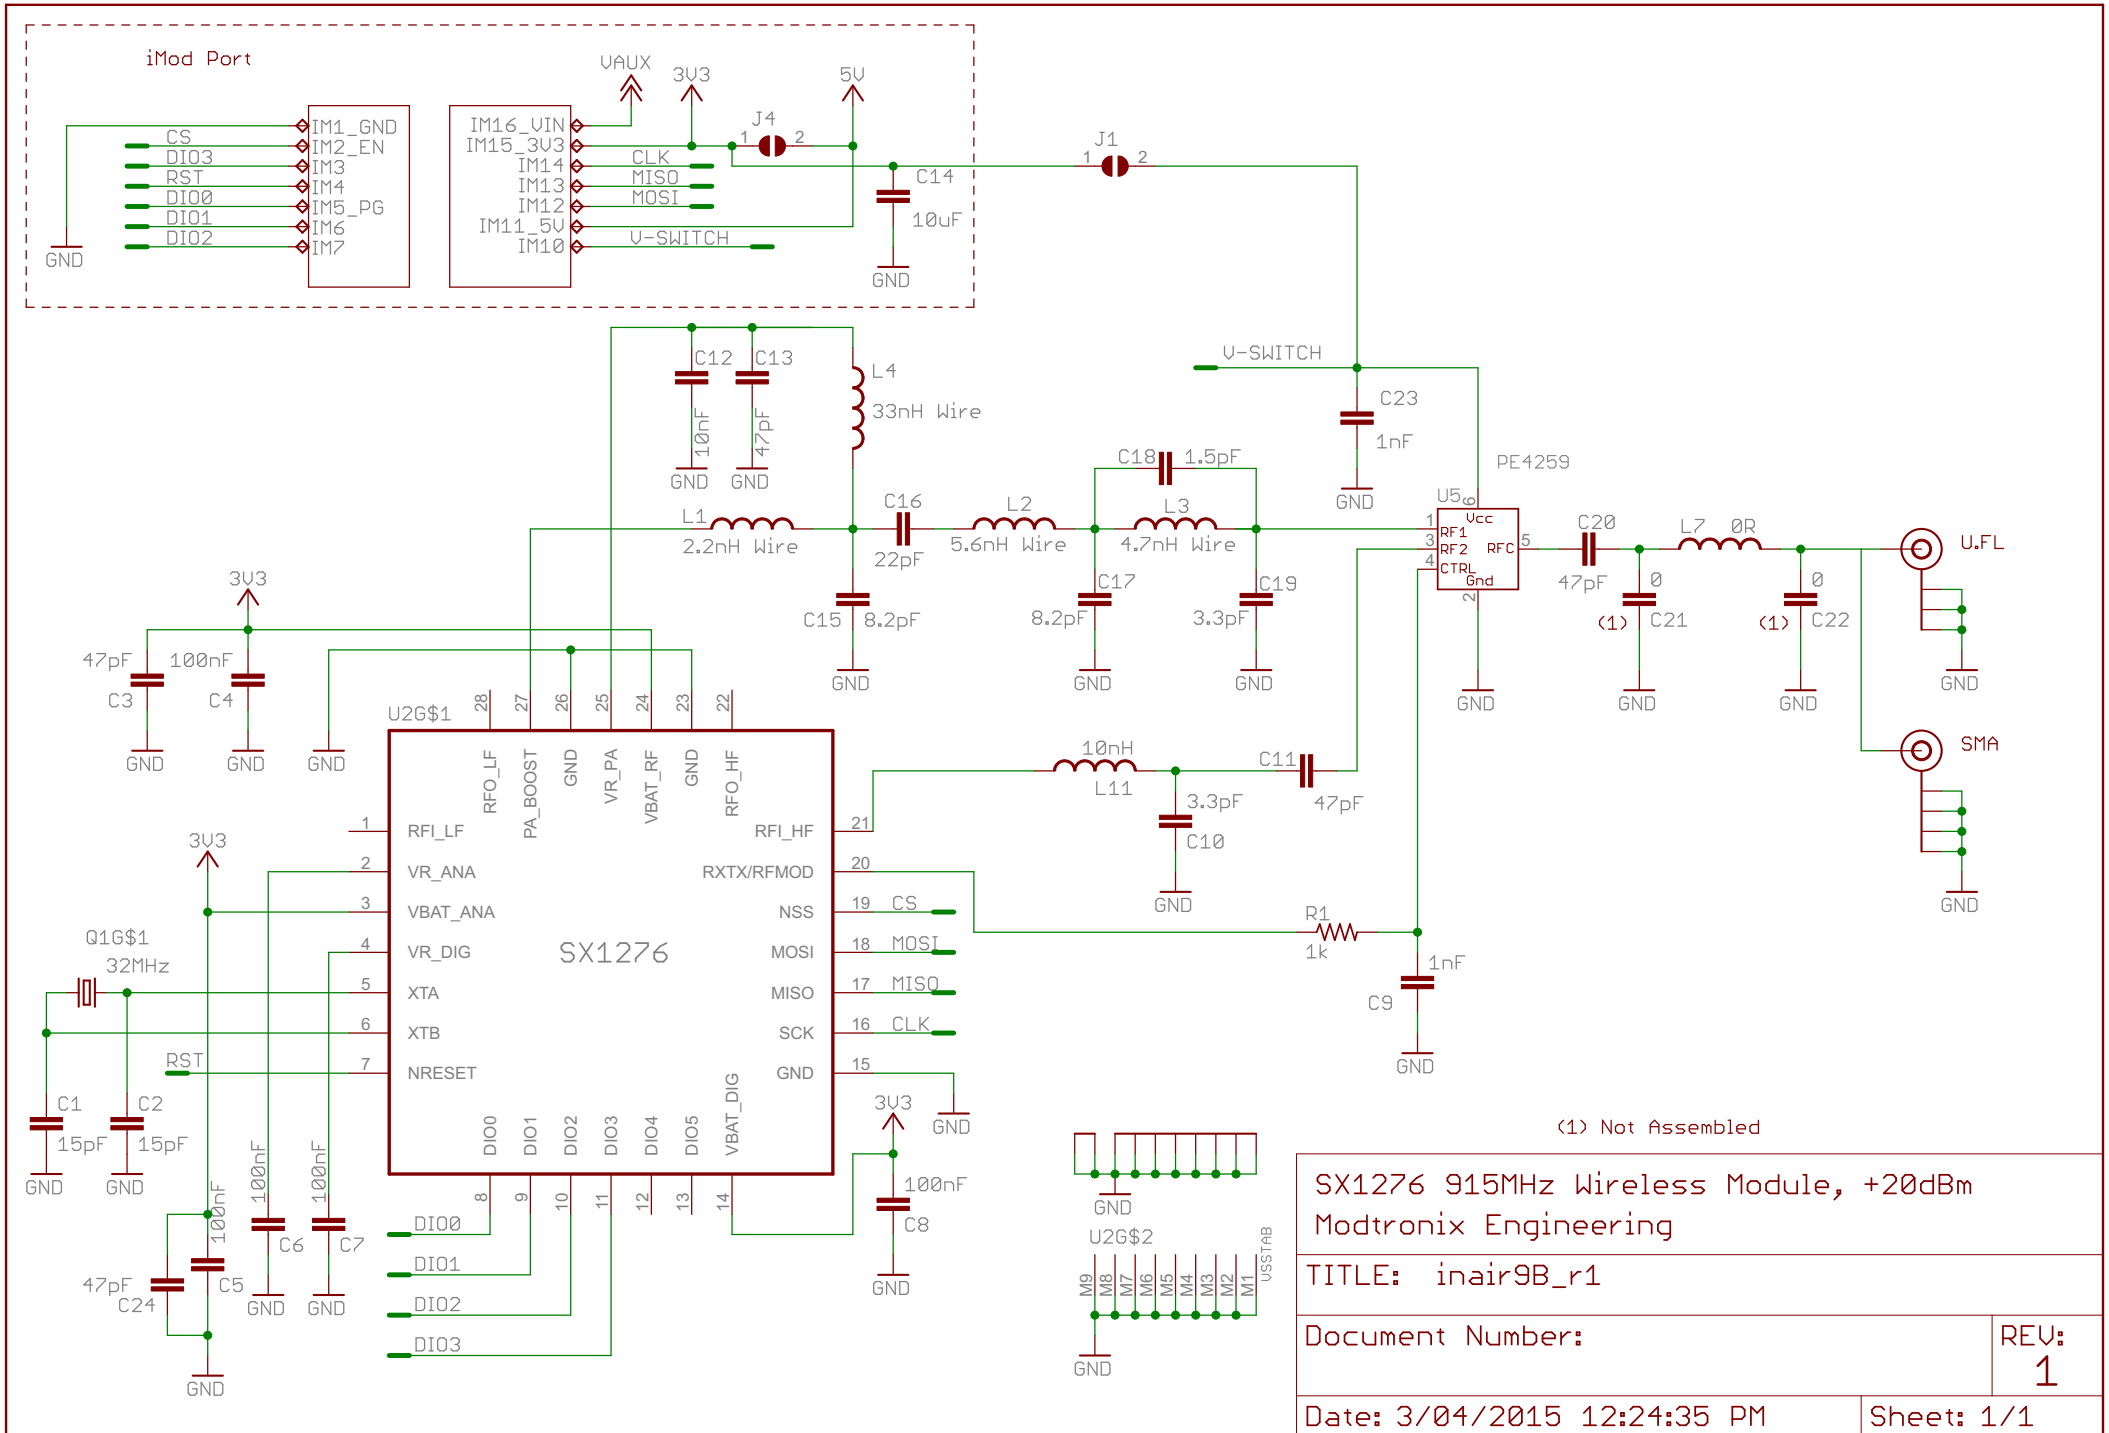 iMod Port
VAUX
3V3
5V
J4
1
2
J1
1
2
IM1_GND
IM2_EN
IM3
IM4
IM5_PG
IM6
IM7
CS
DIO3
RST
DIO0
DIO1
DIO2
GND
IM16_VIN
IM15_3V3
IM14
IM13
IM12
IM11_5V
IM10
CLK
MISO
MOSI
V-SWITCH
C14
10uF
GND
C12
10nF
GND
C13
47pF
GND
L4
33nH Wire
V-SWITCH
C23
1nF
GND
PE4259
U5
6
Vcc
1
RF1
3
RF2
4
CTRL
RFC
5
Gnd
2
GND
L1
2.2nH Wire
C16
22pF
L2
5.6nH Wire
C18
1.5pF
L3
4.7nH Wire
C15
8.2pF
GND
C17
8.2pF
GND
C19
3.3pF
GND
C20
47pF
L7
0R
0
(1)
C21
GND
0
(1)
C22
GND
U.FL
GND
SMA
GND
3V3
47pF
C3
GND
100nF
C4
GND
GND
U2G$1
28
27
26
25
24
23
22
RFO_LF
PA_BOOST
GND
VR_PA
VBAT_RF
GND
RFO_HF
1
RFI_LF
2
VR_ANA
3
VBAT_ANA
4
VR_DIG
5
XTA
6
XTB
7
NRESET
SX1276
RFI_HF
21
RXTX/RFMOD
20
NSS
19
CS
MOSI
18
MOSI
MISO
17
MISO
SCK
16
CLK
GND
15
GND
DIO0
DIO1
DIO2
DIO3
DIO4
DIO5
VBAT_DIG
8
9
10
11
12
13
14
DIO0
DIO1
DIO2
DIO3
10nH
L11
3.3pF
C10
GND
C11
47pF
R1
1k
1nF
C9
GND
3V3
Q1G$1
32MHz
RST
C1
15pF
GND
C2
15pF
GND
100nF
C6
GND
100nF
C7
GND
100nF
C5
47pF
C24
GND
3V3
100nF
C8
GND
GND
U2G$2
M9
M8
M7
M6
M5
M4
M3
M2
M1
VSSTAB
GND
(1) Not Assembled
SX1276 915MHz Wireless Module, +20dBm
Modtronix Engineering
TITLE: inair9B_r1
Document Number:
REV:
1
Date: 3/04/2015 12:24:35 PM
Sheet: 1/1